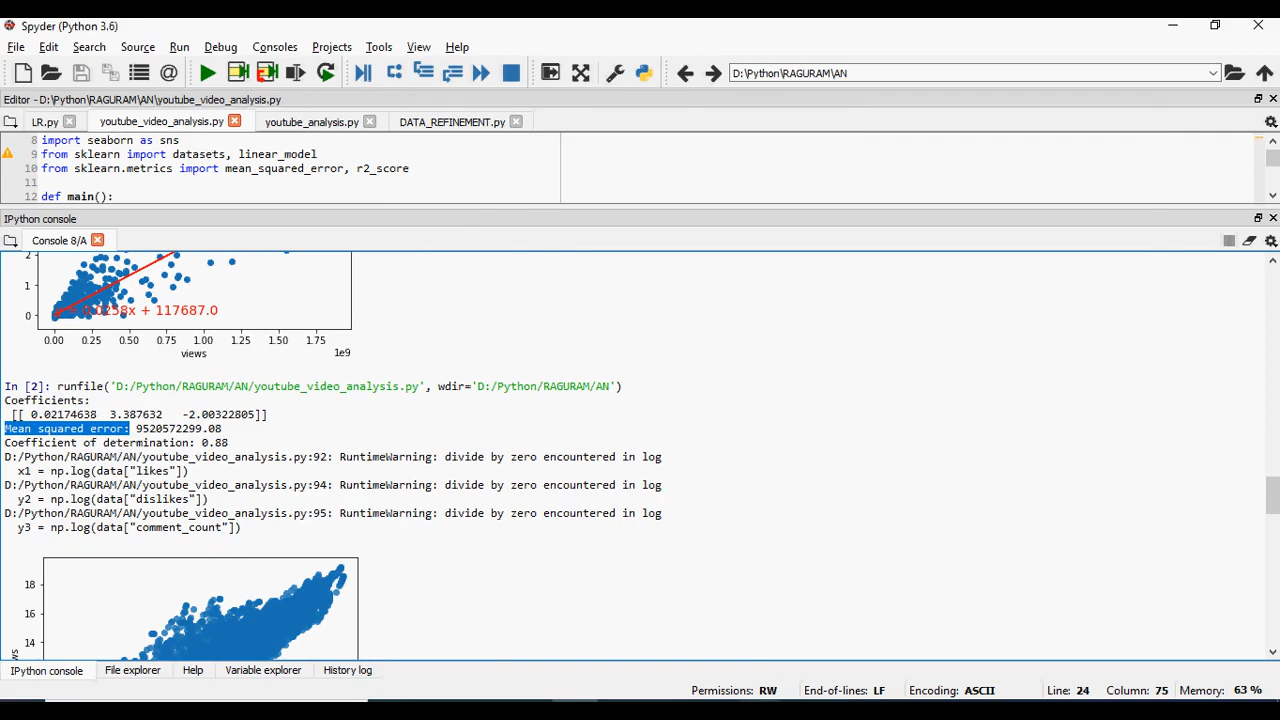 Spyder (Python 3.6)
File Edit Search Source Run Debug Consoles Projects Tools View Help
D:\Python\RAGURAM\AN
Editor - D:\Python\RAGURAM\AN\youtube_video_analysis.py
LR.py youtube_video_analysis.py youtube_analysis.py DATA_REFINEMENT.py
8 import seaborn as sns
9 from sklearn import datasets, linear_model
10 from sklearn.metrics import mean_squared_error, r2_score
11
12 def main():
IPython console
Console 8/A
2
1
0
0.0258x + 117687.0
0.00 0.25 0.50 0.75 1.00 1.25 1.50 1.75
views 1e9
In [2]: runfile('D:/Python/RAGURAM/AN/youtube_video_analysis.py', wdir='D:/Python/RAGURAM/AN')
Coefficients:
[[ 0.02174638 3.387632 -2.00322805]]
Mean squared error: 9520572299.08
Coefficient of determination: 0.88
D:/Python/RAGURAM/AN/youtube_video_analysis.py:92: RuntimeWarning: divide by zero encountered in log
x1 = np.log(data["likes"])
D:/Python/RAGURAM/AN/youtube_video_analysis.py:94: RuntimeWarning: divide by zero encountered in log
y2 = np.log(data["dislikes"])
D:/Python/RAGURAM/AN/youtube_video_analysis.py:95: RuntimeWarning: divide by zero encountered in log
y3 = np.log(data["comment_count"])
18
16
14
IPython console File explorer Help Variable explorer History log
Permissions: RW End-of-lines: LF Encoding: ASCII Line: 24 Column: 75 Memory: 63 %